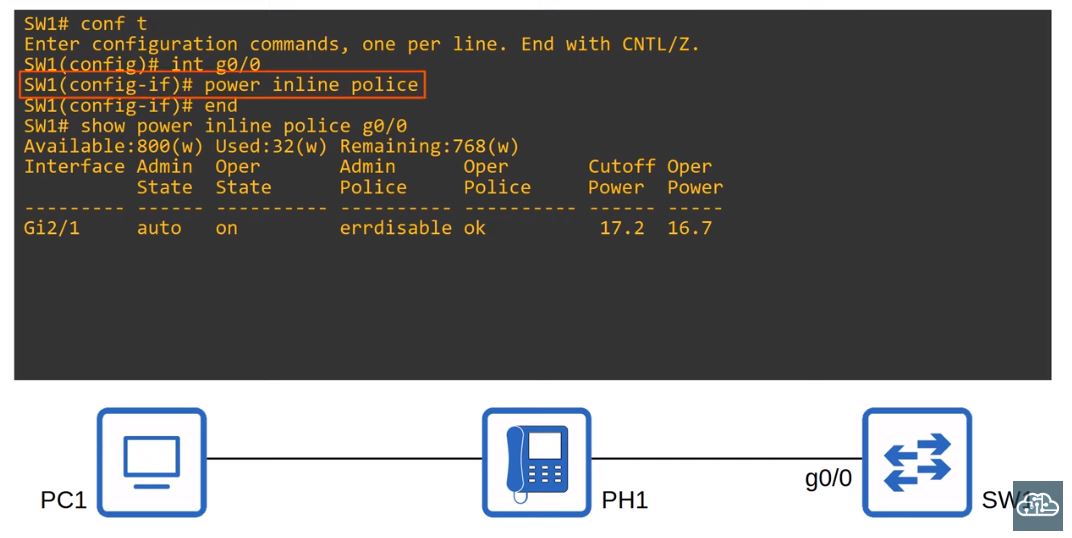 SW1# conf t
Enter configuration commands, one per line. End with CNTL/Z.
SW1(config)# int g0/0
SW1(config-if)# power inline police
SW1(config-if)# end
SW1# show power inline police g0/0
Available:800(w) Used:32(w) Remaining:768(w)
Interface Admin Oper Admin Oper Cutoff Oper
State State Police Police Power Power
--------- ------ ---------- ---------- ---------- ------ -----
Gi2/1 auto on errdisable ok 17.2 16.7
g0/0
PC1
PH1
SW1